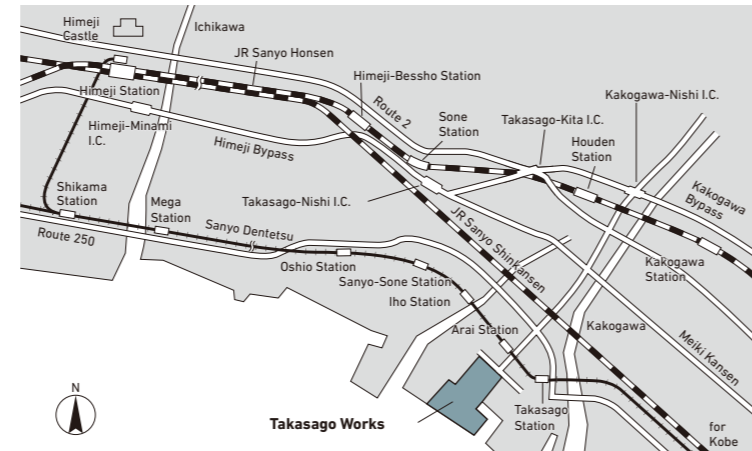 Himeji
Castle
Ichikawa
JR Sanyo Honsen
Himeji-Bessho Station
Himeji Station
Route 2
Sone
Station
Takasago-Kita I.C.
Kakogawa-Nishi I.C.
Himeji-Minami
I.C.
Himeji Bypass
Houden
Station
Takasago-Nishi I.C.
Kakogawa
Bypass
Shikama
Station
Mega
Station
Sanyo Dentetsu
JR Sanyo Shinkansen
Route 250
Oshio Station
Kakogawa
Station
Sanyo-Sone Station
Iho Station
Arai Station
Kakogawa
Meiki Kansen
N
Takasago Works
Takasago
Station
for
Kobe